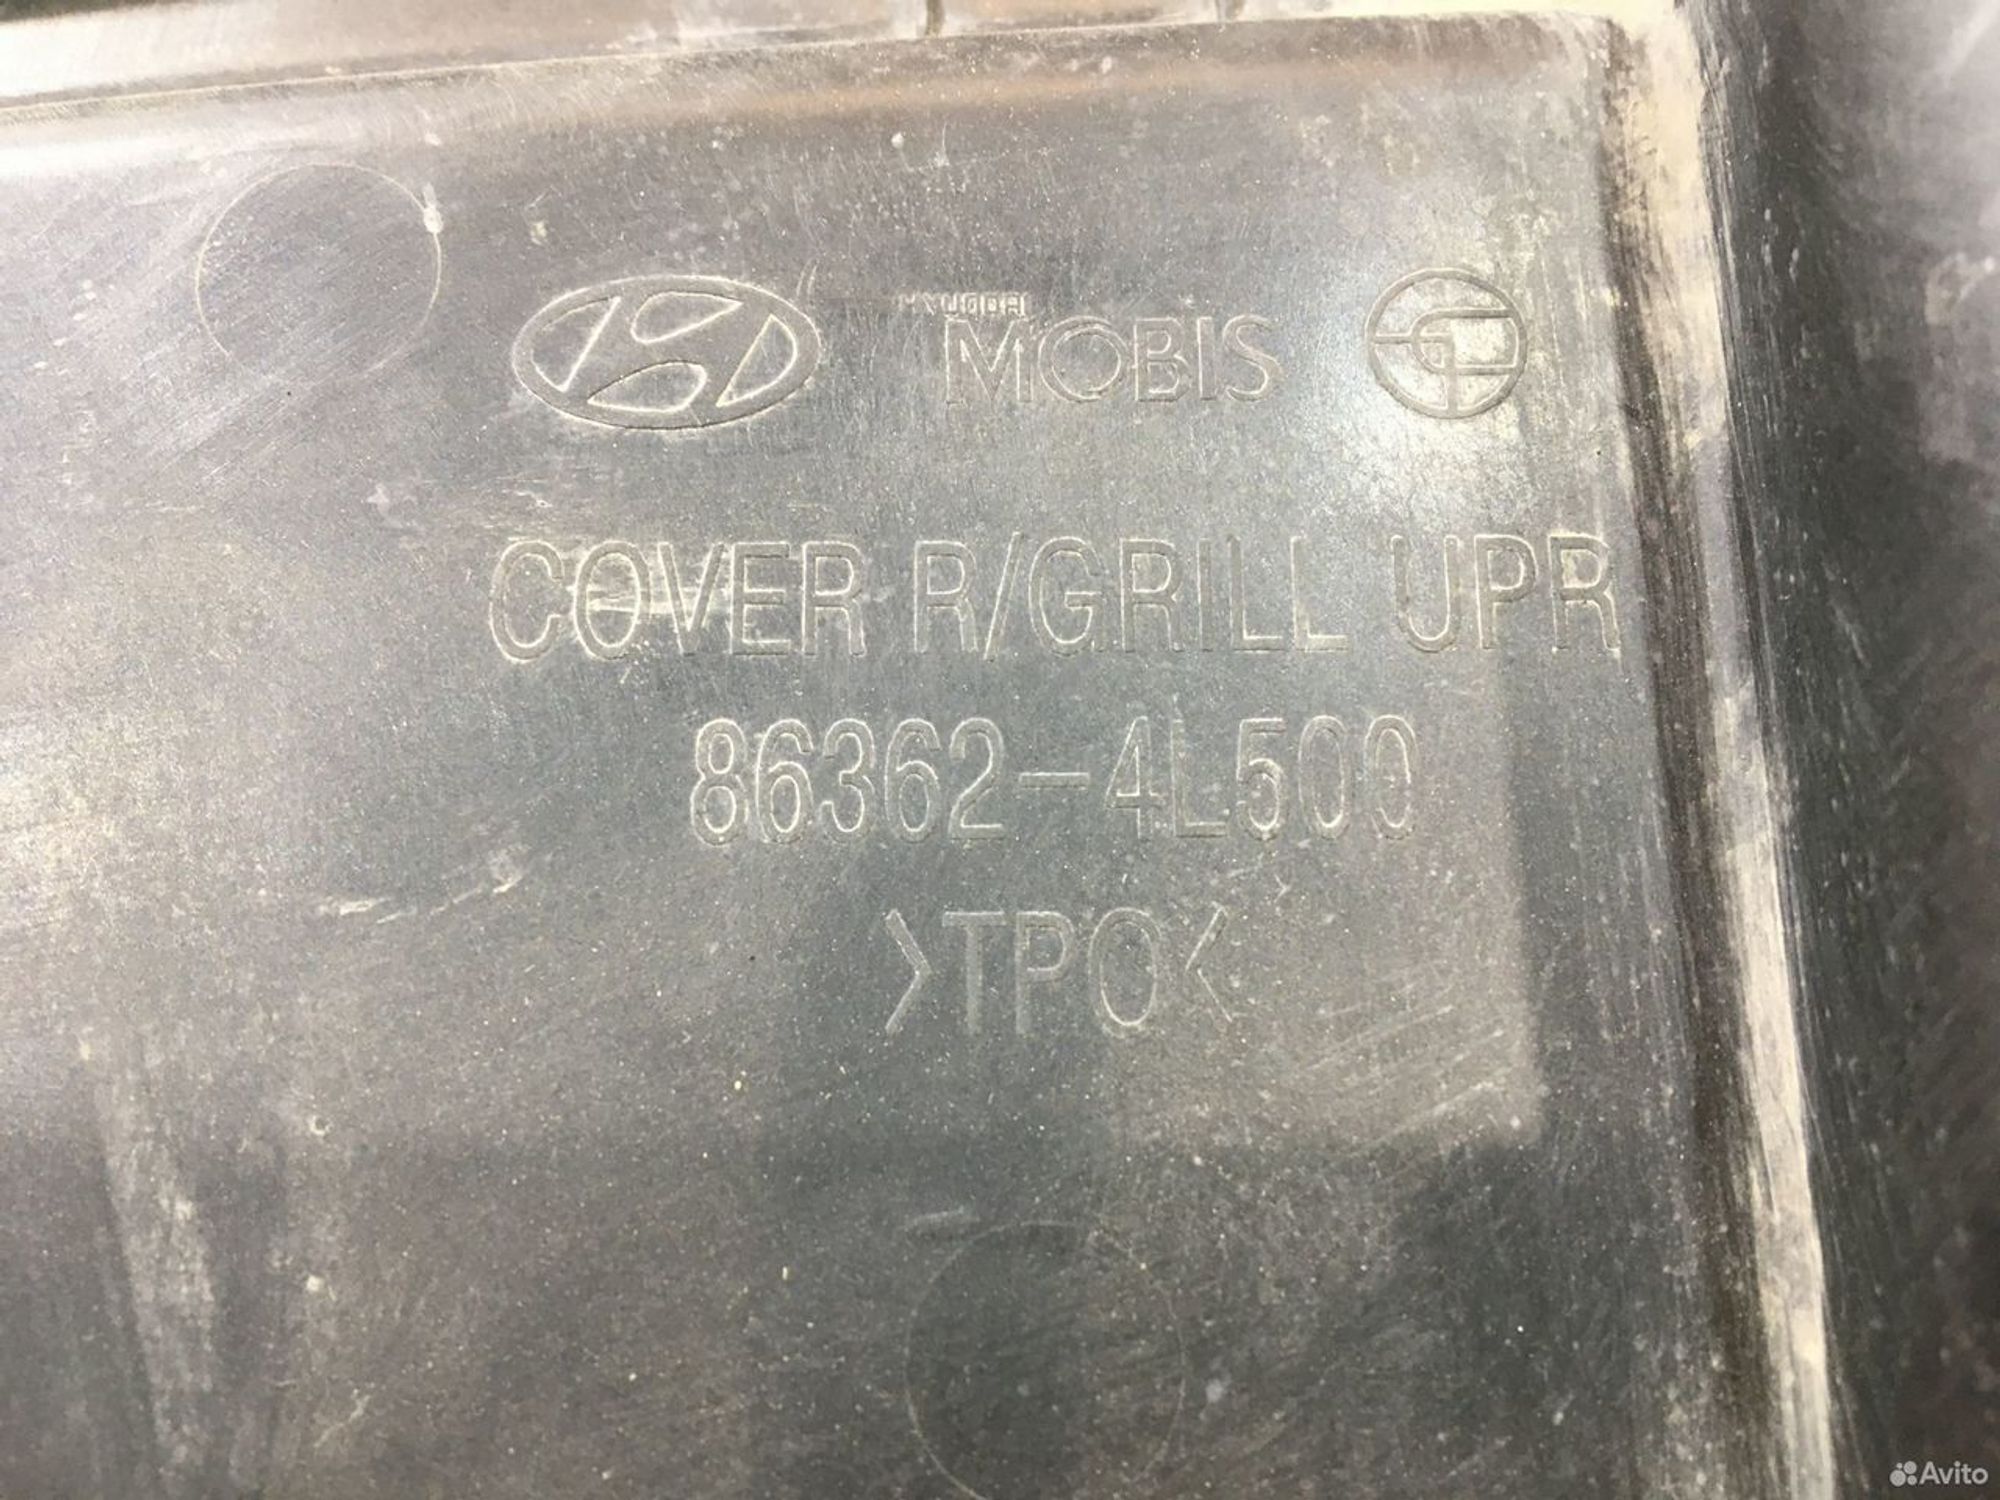 HYUNDAI
MOBIS
COVER R/GRILL UPR
86362-4L500
>TPO<
Avito